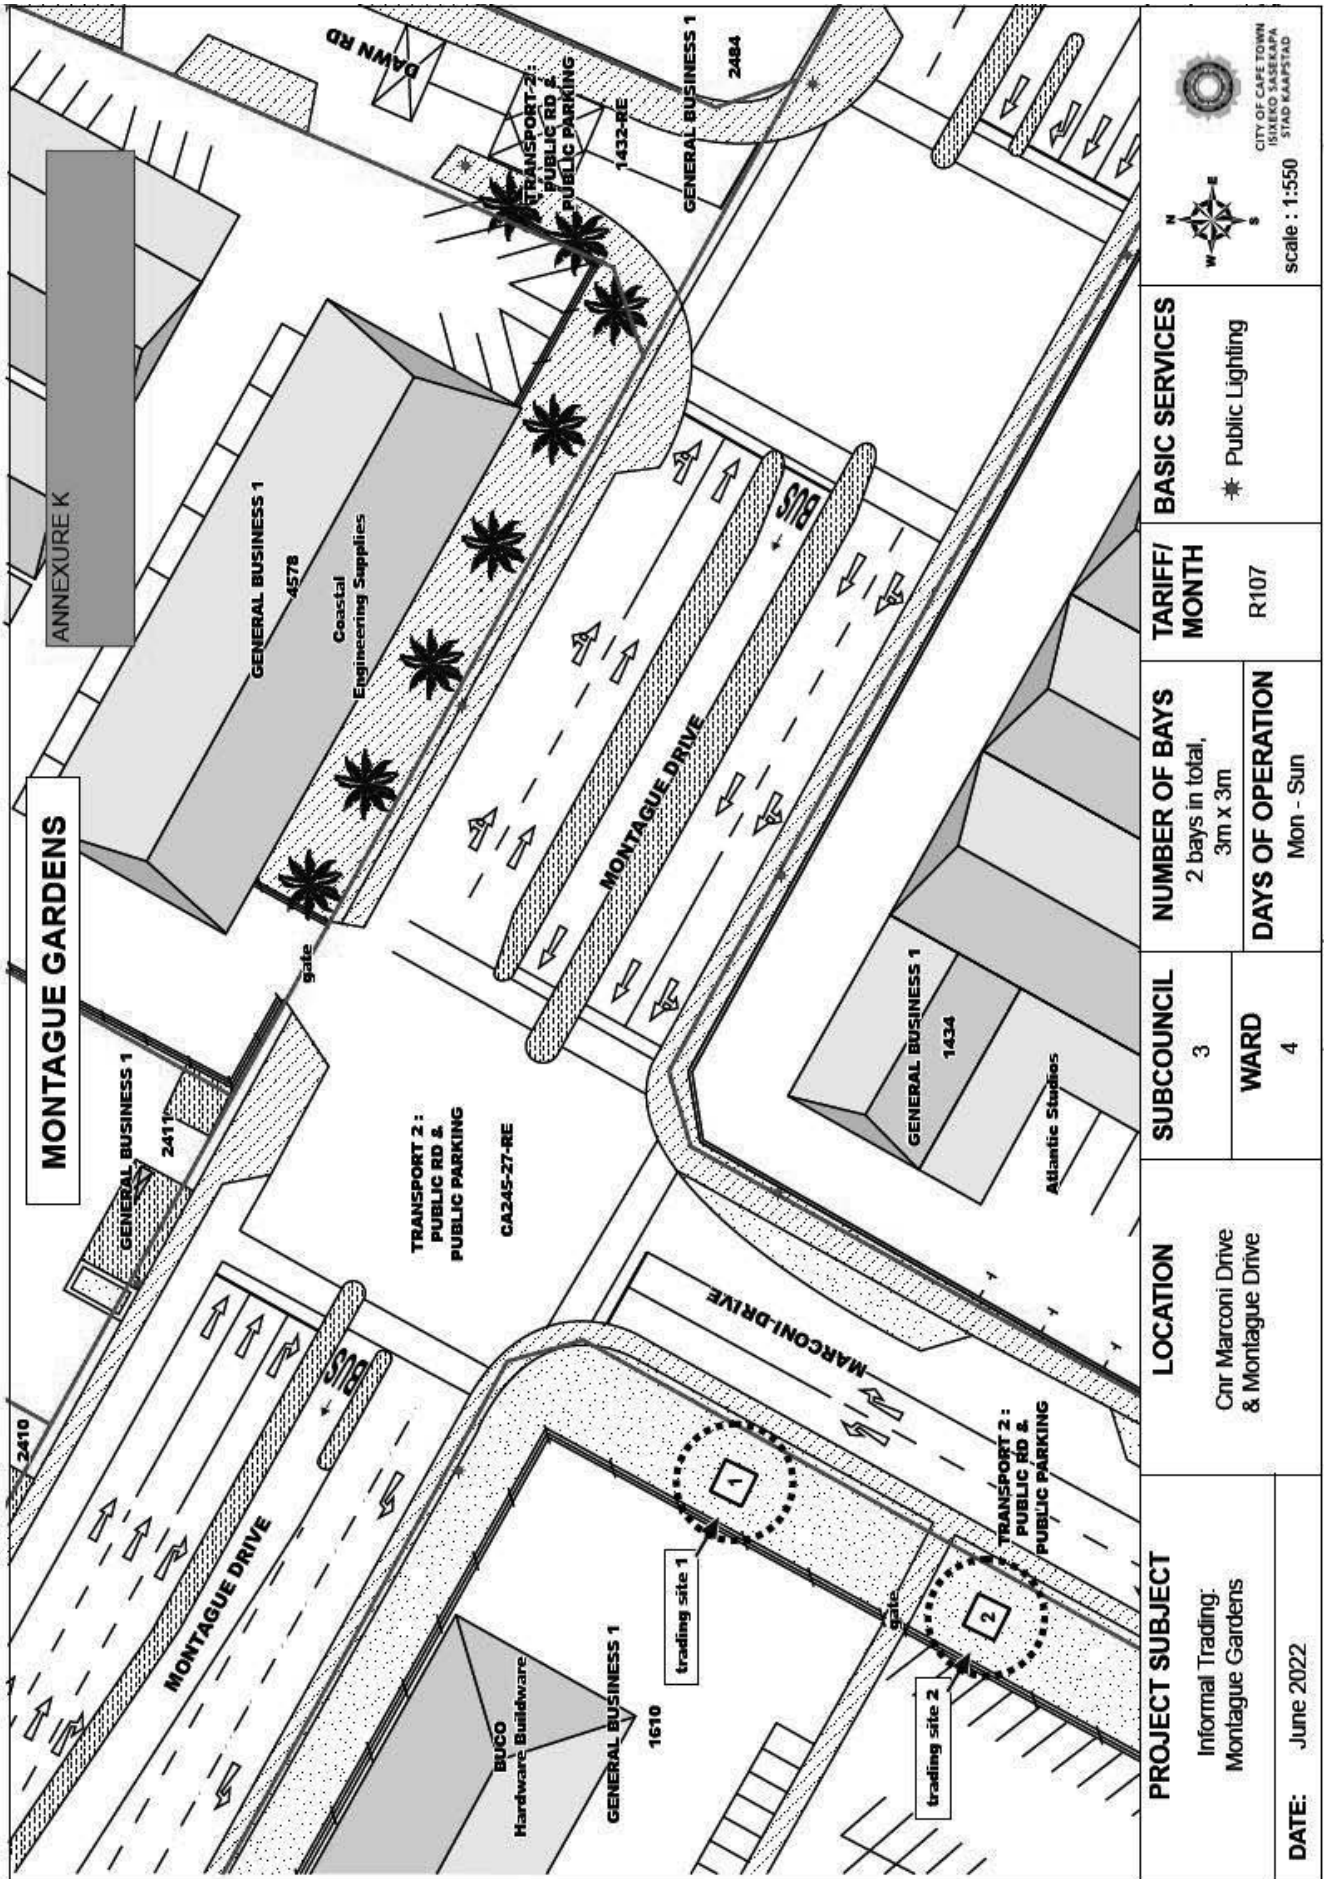 ANNEXURE K
MONTAGUE GARDENS
DAWN RD
TRANSPORT 2 :
PUBLIC RD &
PUBLIC PARKING
1432-RE
GENERAL BUSINESS 1
2484
GENERAL BUSINESS 1
4578
Coastal
Engineering Supplies
gate
GENERAL BUSINESS 1
2411
2410
BUS
MONTAGUE DRIVE
TRANSPORT 2 :
PUBLIC RD &
PUBLIC PARKING
CA245-27-RE
BUS
MONTAGUE DRIVE
MARCONI DRIVE
GENERAL BUSINESS 1
1434
Atlantic Studios
BUCO
Hardware Buildware
GENERAL BUSINESS 1
1610
trading site 1
1
gate
trading site 2
2
TRANSPORT 2 :
PUBLIC RD &
PUBLIC PARKING
PROJECT SUBJECT
Informal Trading:
Montague Gardens
DATE: June 2022
LOCATION
Cnr Marconi Drive
& Montague Drive
SUBCOUNCIL
3
WARD
4
NUMBER OF BAYS
2 bays in total,
3m x 3m
DAYS OF OPERATION
Mon - Sun
TARIFF/
MONTH
R107
BASIC SERVICES
Public Lighting
N
W
E
S
scale : 1:550
CITY OF CAPE TOWN
ISIXEKO SASEKAPA
STAD KAAPSTAD